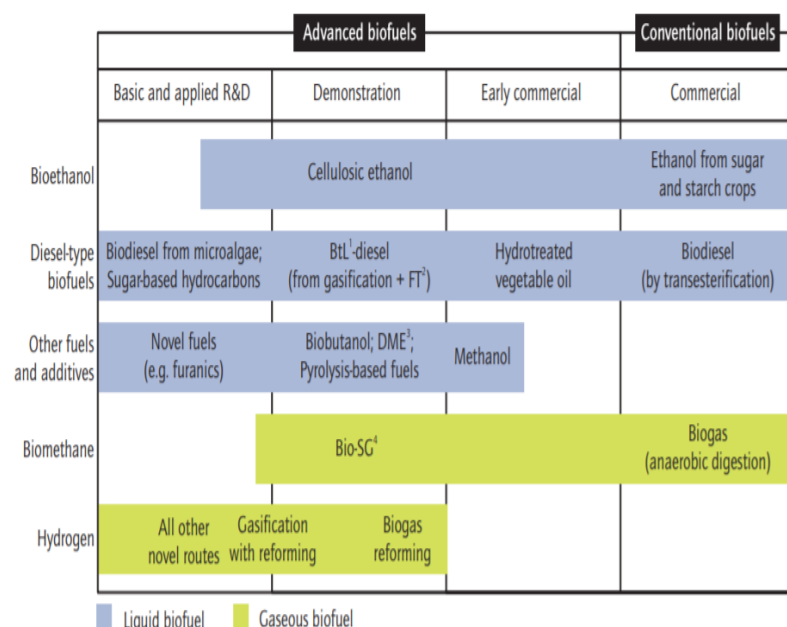 Advanced biofuels
Conventional biofuels
Basic and applied R&D
Demonstration
Early commercial
Commercial
Bioethanol
Cellulosic ethanol
Ethanol from sugar
and starch crops
Diesel-type
biofuels
Biodiesel from microalgae;
Sugar-based hydrocarbons
BtL¹-diesel
(from gasification + FT²)
Hydrotreated
vegetable oil
Biodiesel
(by transesterification)
Other fuels
and additives
Novel fuels
(e.g. furanics)
Biobutanol; DME³;
Pyrolysis-based fuels
Methanol
Biomethane
Bio-SG⁴
Biogas
(anaerobic digestion)
Hydrogen
All other
novel routes
Gasification
with reforming
Biogas
reforming
Liquid biofuel
Gaseous biofuel